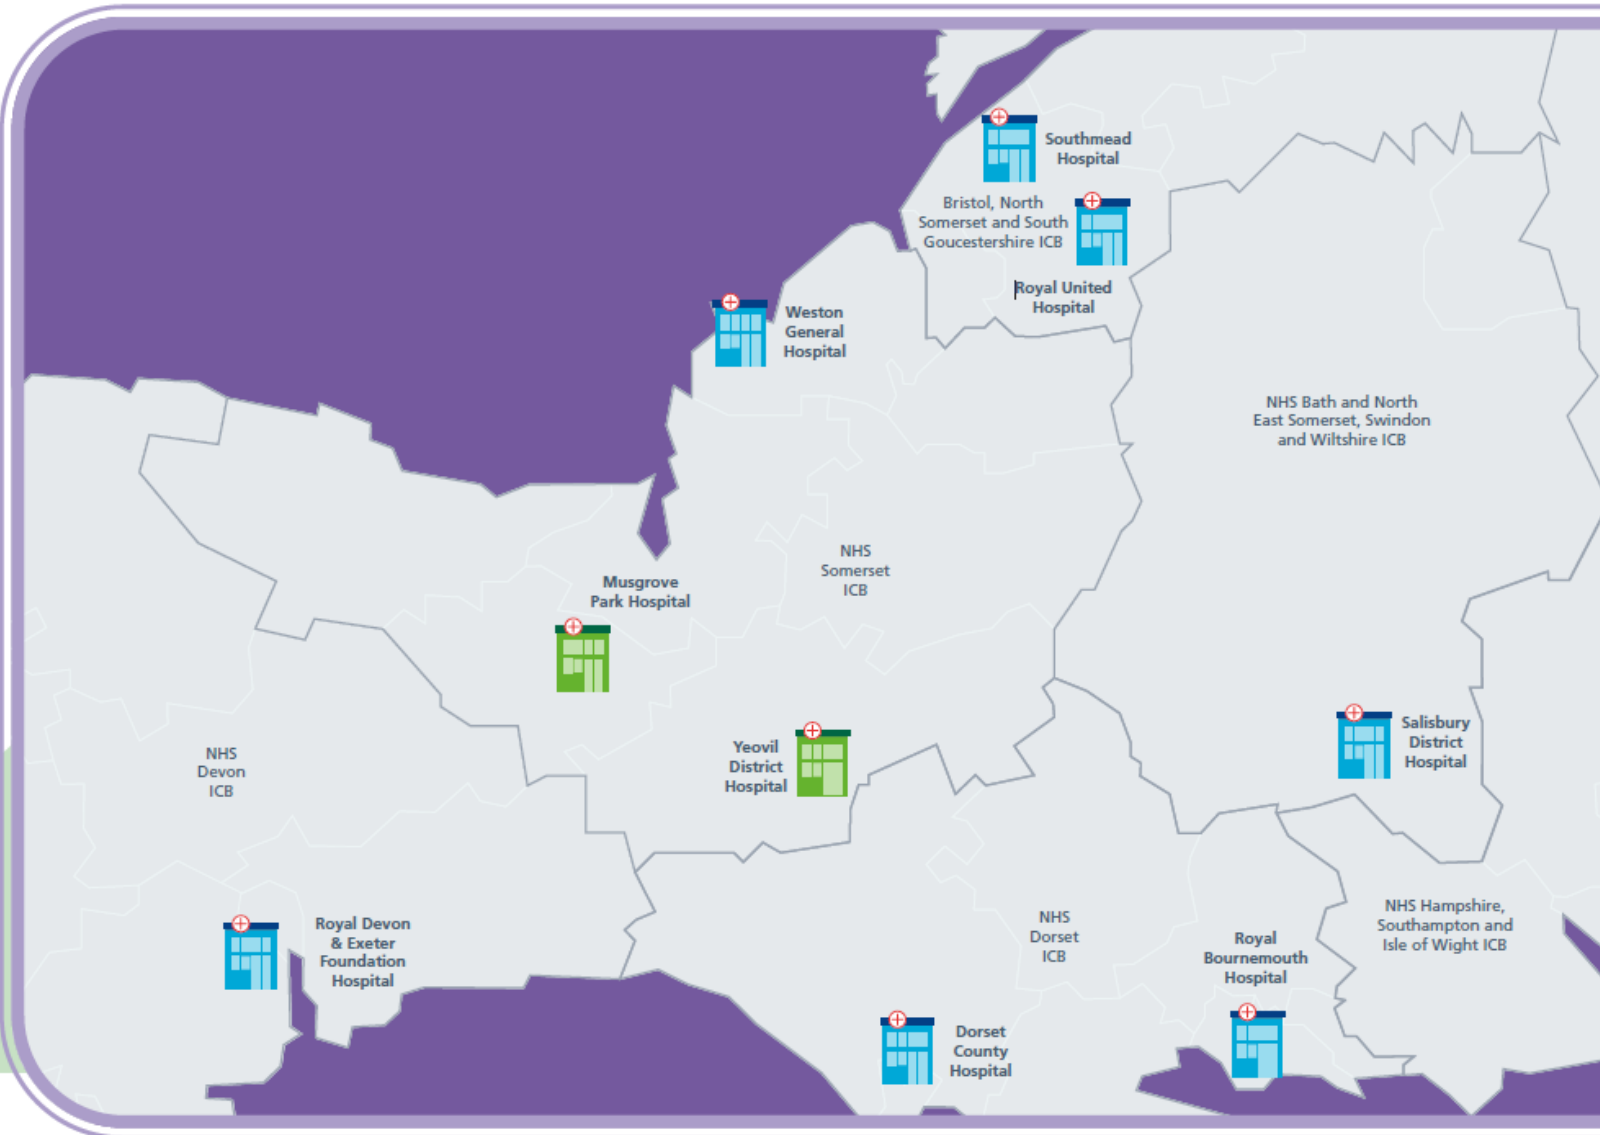 Southmead
Hospital
Bristol, North
Somerset and South
Goucestershire ICB
Royal United
Hospital
Weston
General
Hospital
NHS Bath and North
East Somerset, Swindon
and Wiltshire ICB
NHS
Somerset
ICB
Musgrove
Park Hospital
Yeovil
District
Hospital
Salisbury
District
Hospital
NHS
Devon
ICB
Royal Devon
& Exeter
Foundation
Hospital
NHS
Dorset
ICB
Royal
Bournemouth
Hospital
NHS Hampshire,
Southampton and
Isle of Wight ICB
Dorset
County
Hospital